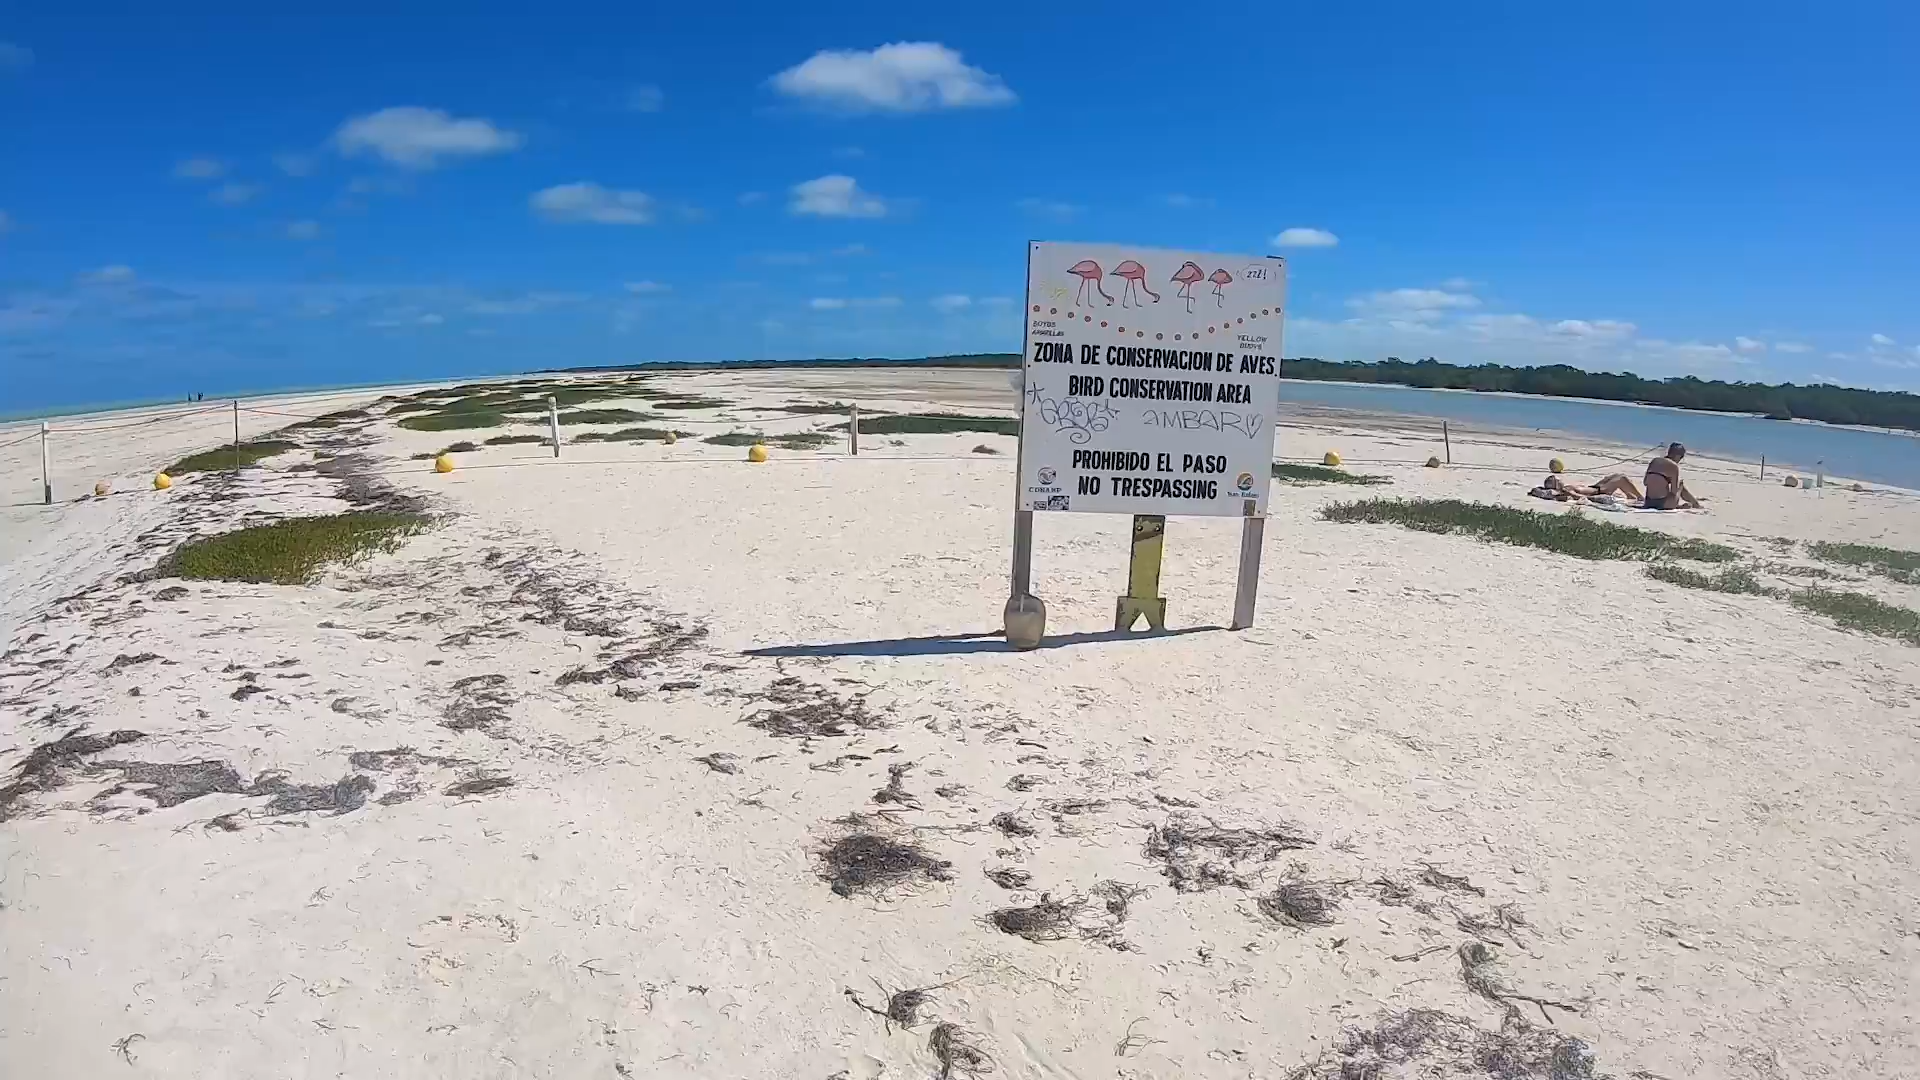 zzz!
BOYAS
AMARILLAS
YELLOW
BUOYS
ZONA DE CONSERVACION DE AVES.
BIRD CONSERVATION AREA
AMBAR
PROHIBIDO EL PASO
NO TRESPASSING
CONANP